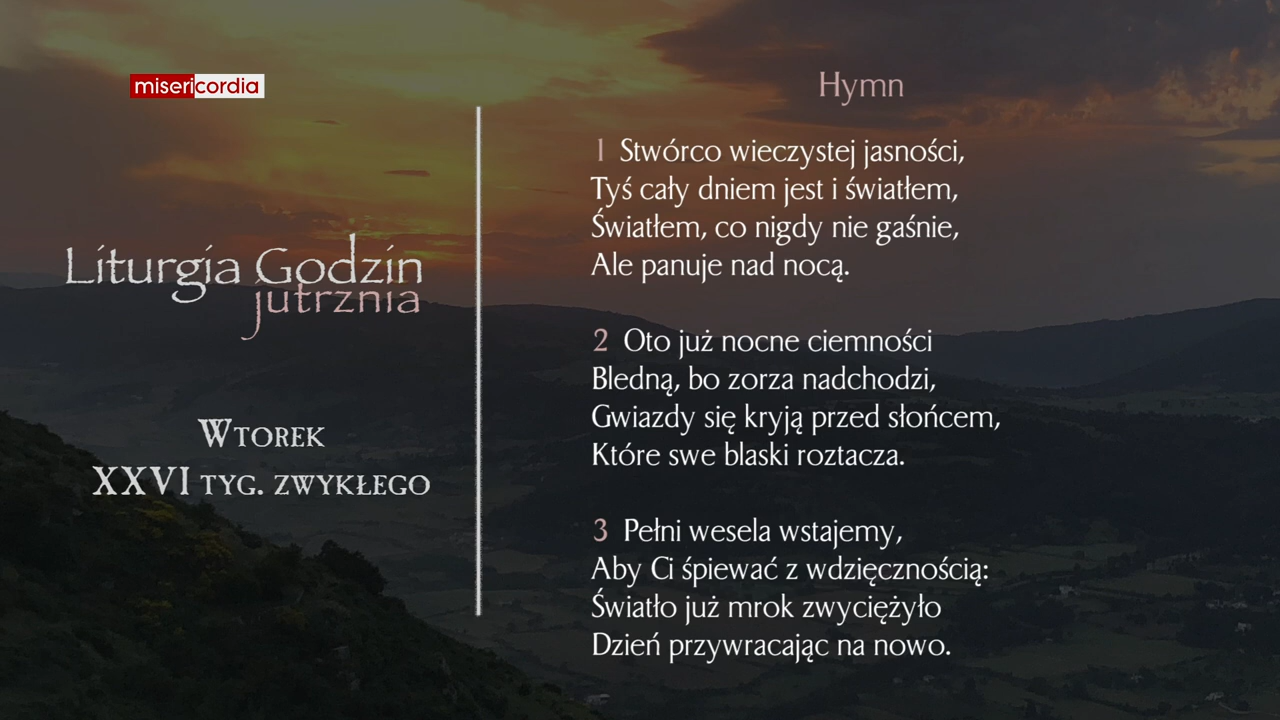 misericordia
Liturgia Godzin
jutrznia
Wtorek
XXVI tyg. zwykłego
Hymn
1 Stwórco wieczystej jasności,
Tyś cały dniem jest i światłem,
Światłem, co nigdy nie gaśnie,
Ale panuje nad nocą.
2 Oto już nocne ciemności
Bledną, bo zorza nadchodzi,
Gwiazdy się kryją przed słońcem,
Które swe blaski roztacza.
3 Pełni wesela wstajemy,
Aby Ci śpiewać z wdzięcznością:
Światło już mrok zwyciężyło
Dzień przywracając na nowo.